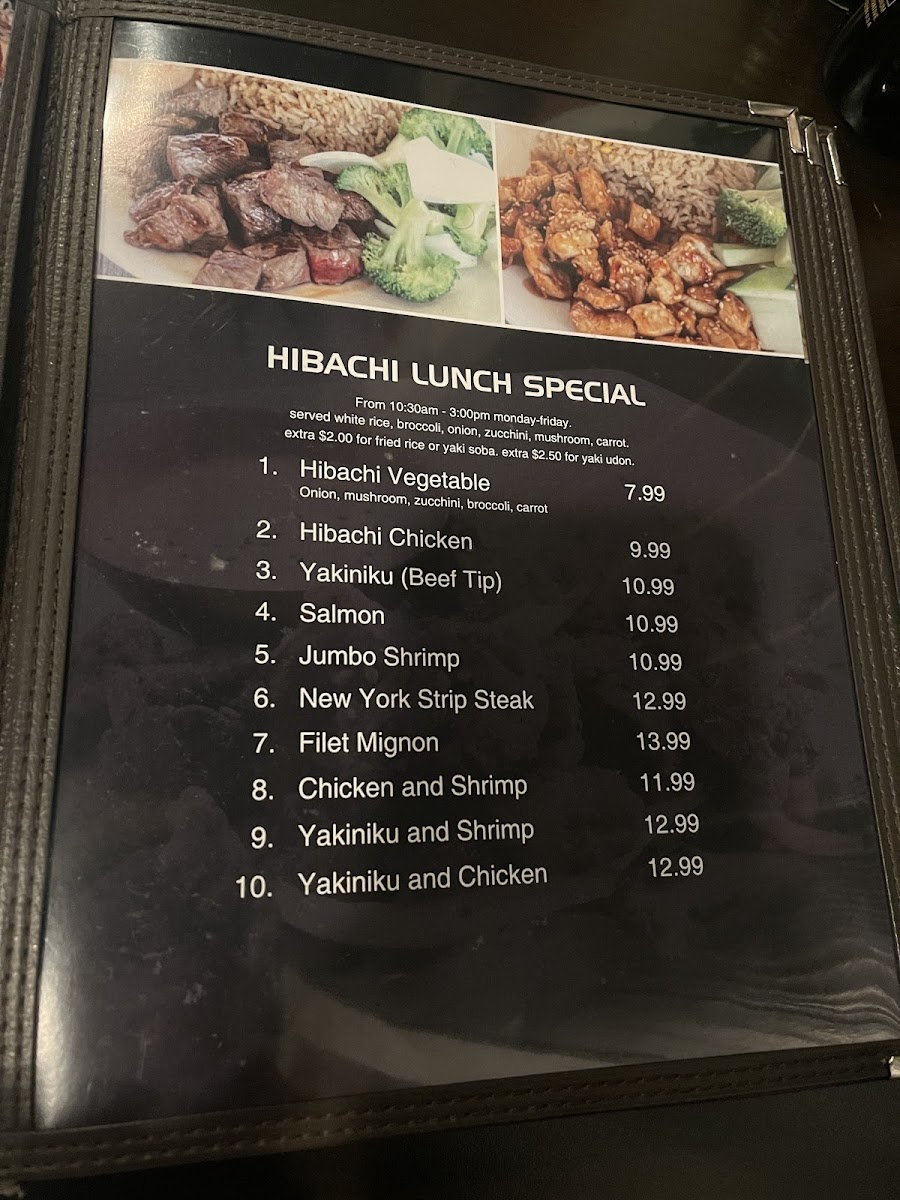 HIBACHI LUNCH SPECIAL
From 10:30am - 3:00pm monday-friday.
served white rice, broccoli, onion, zucchini, mushroom, carrot.
extra $2.00 for fried rice or yaki soba. extra $2.50 for yaki udon.
1. Hibachi Vegetable 7.99
Onion, mushroom, zucchini, broccoli, carrot
2. Hibachi Chicken 9.99
3. Yakiniku (Beef Tip) 10.99
4. Salmon 10.99
5. Jumbo Shrimp 10.99
6. New York Strip Steak 12.99
7. Filet Mignon 13.99
8. Chicken and Shrimp 11.99
9. Yakiniku and Shrimp 12.99
10. Yakiniku and Chicken 12.99